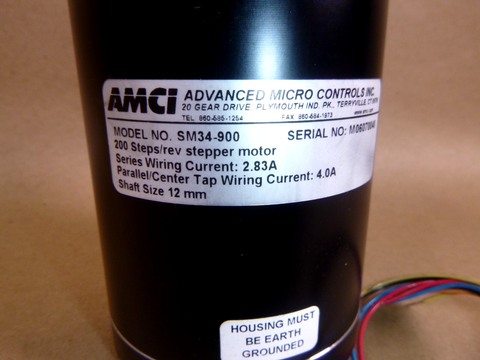 AMCI ADVANCED MICRO CONTROLS INC.
20 GEAR DRIVE PLYMOUTH IND. PK., TERRYVILLE, CT
TEL 860-585-1254 FAX 860-584-1973
MODEL NO. SM34-900 SERIAL NO:
200 Steps/rev stepper motor
Series Wiring Current: 2.83A
Parallel/Center Tap Wiring Current: 4.0A
Shaft Size 12 mm
HOUSING MUST
BE EARTH
GROUNDED